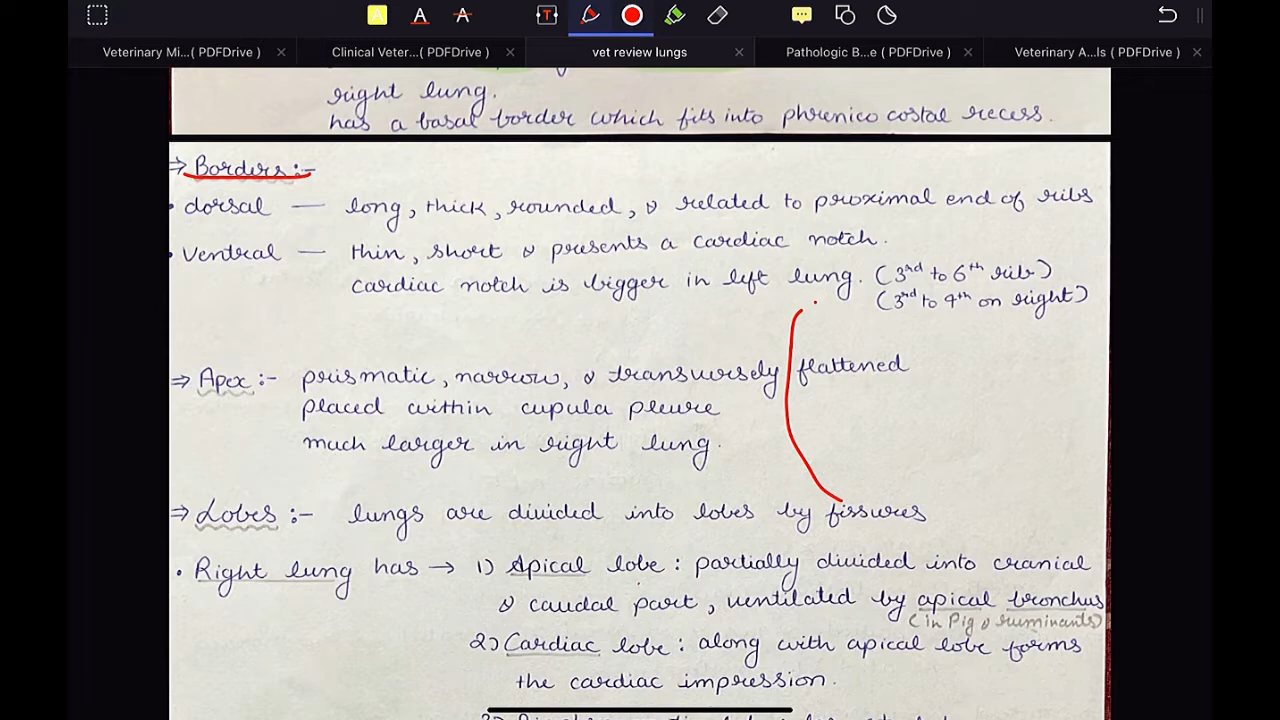 A A A T
Veterinary Mi...( PDFDrive ) × Clinical Veter...( PDFDrive ) × vet review lungs × Pathologic B...e ( PDFDrive ) × Veterinary A...ls ( PDFDrive ) ×
right lung.
has a basal border which fits into phrenico costal recess.
⇒ Borders :-
• dorsal — long, thick, rounded, & related to proximal end of ribs
• Ventral — thin, short & presents a cardiac notch.
cardiac notch is bigger in left lung. (3rd to 6th rib)
(3rd to 4th on right)
⇒ Apex :- prismatic, narrow, & transversely flattened
placed within cupula pleure
much larger in right lung.
⇒ Lobes :- lungs are divided into lobes by fissures
• Right lung has → 1) Apical lobe : partially divided into cranial
& caudal part, ventilated by apical bronchus
(in Pig & ruminants)
2) Cardiac lobe : along with apical lobe forms
the cardiac impression.